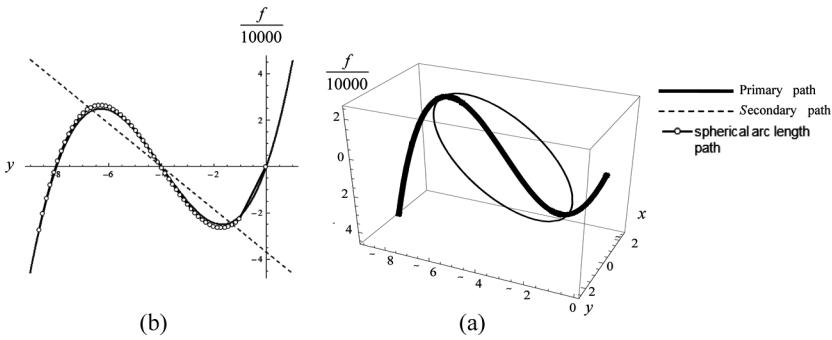 f
10000
4
2
y
-8
-6
-4
-2
-2
-4
(b)
f
10000
2
0
2
4
~ 8
~ 6
~ 4
~ 2
0
y
2
0
2
x
(a)
Primary path
Secondary path
spherical arc length
path